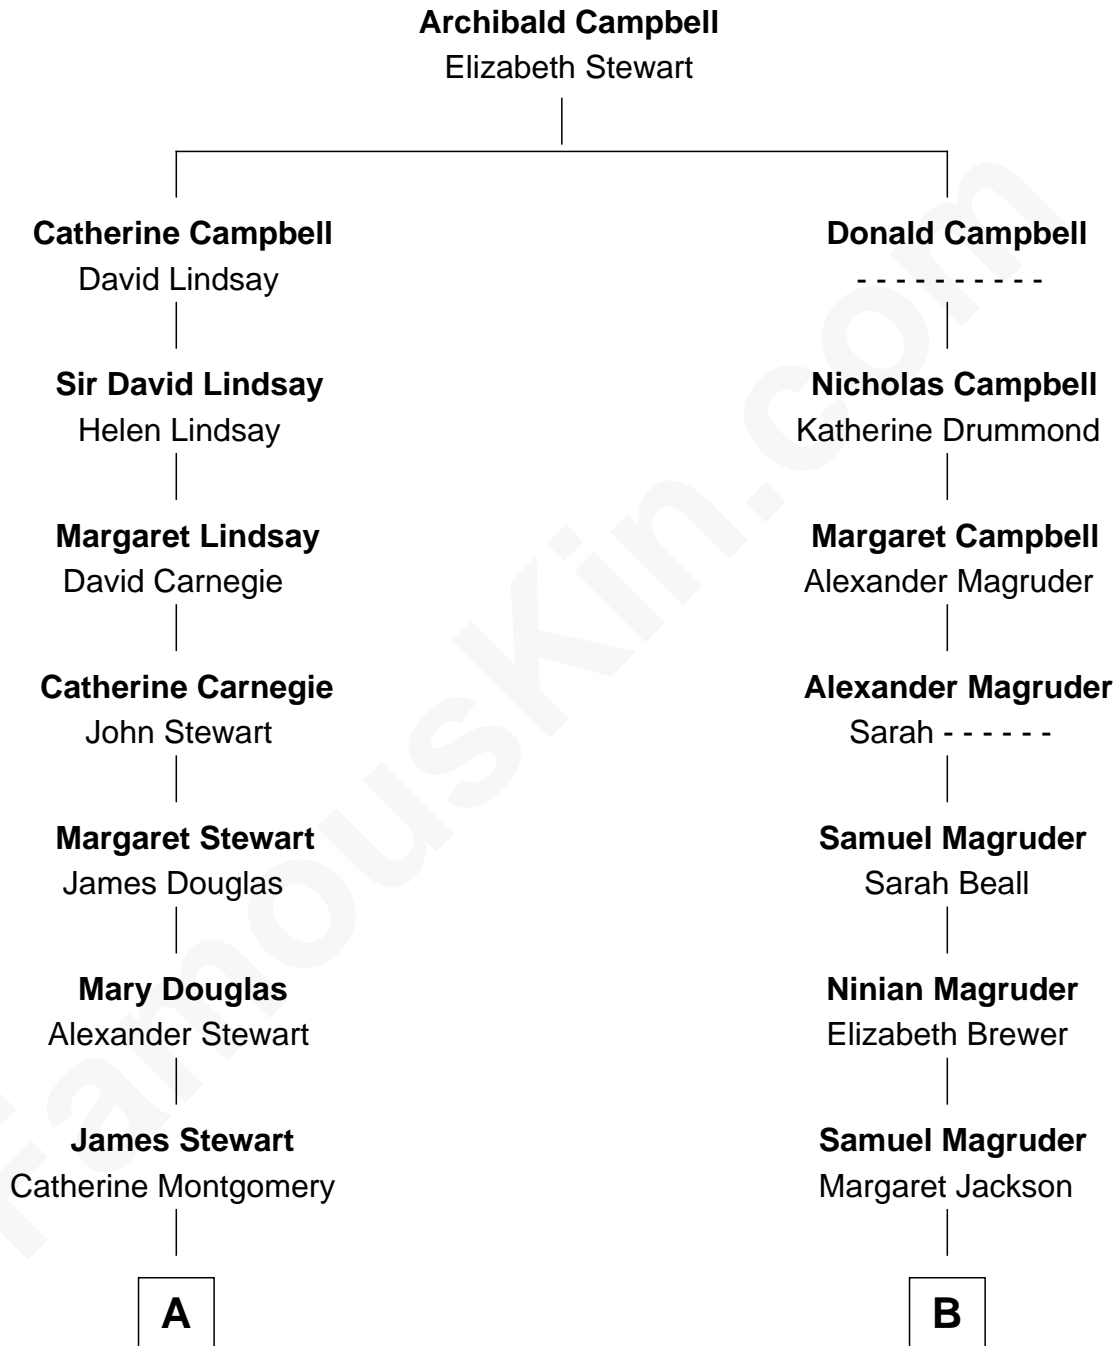 Archibald Campbell
Elizabeth Stewart
Catherine Campbell
David Lindsay
Donald Campbell
- - - - - - - - - -
Sir David Lindsay
Helen Lindsay
Nicholas Campbell
Katherine Drummond
Margaret Lindsay
David Carnegie
Margaret Campbell
Alexander Magruder
Catherine Carnegie
John Stewart
Alexander Magruder
Sarah - - - - - -
Margaret Stewart
James Douglas
Samuel Magruder
Sarah Beall
Mary Douglas
Alexander Stewart
Ninian Magruder
Elizabeth Brewer
James Stewart
Catherine Montgomery
Samuel Magruder
Margaret Jackson
A
B
FamousKin.com